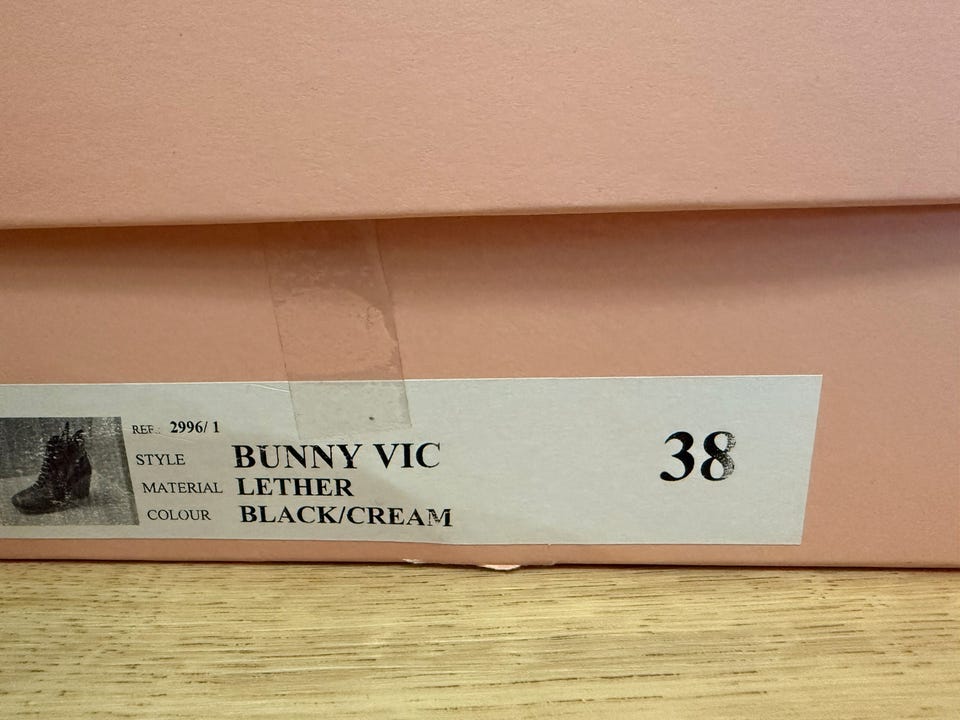 REF.: 2996/ 1
STYLE BUNNY VIC
38
MATERIAL LETHER
COLOUR BLACK/CREAM